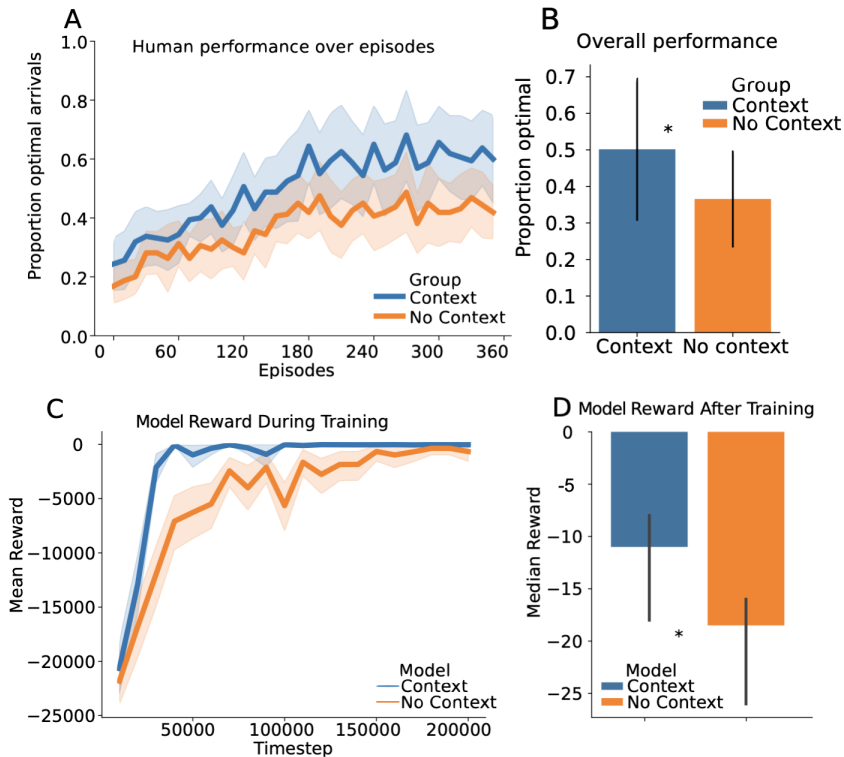 A
Human performance over episodes
Proportion optimal arrivals
1.0
0.8
0.6
0.4
0.2
0.0
Group
Context
No Context
0 60 120 180 240 300 360
Episodes
B
Overall performance
Proportion optimal
0.7
0.6
0.5
0.4
0.3
0.2
0.1
0.0
Group
Context
No Context
*
Context No context
C
Model Reward During Training
Mean Reward
0
−5000
−10000
−15000
−20000
−25000
Model
Context
No Context
50000 100000 150000 200000
Timestep
D
Model Reward After Training
Median Reward
0
-5
−10
−15
−20
−25
*
Model
Context
No Context